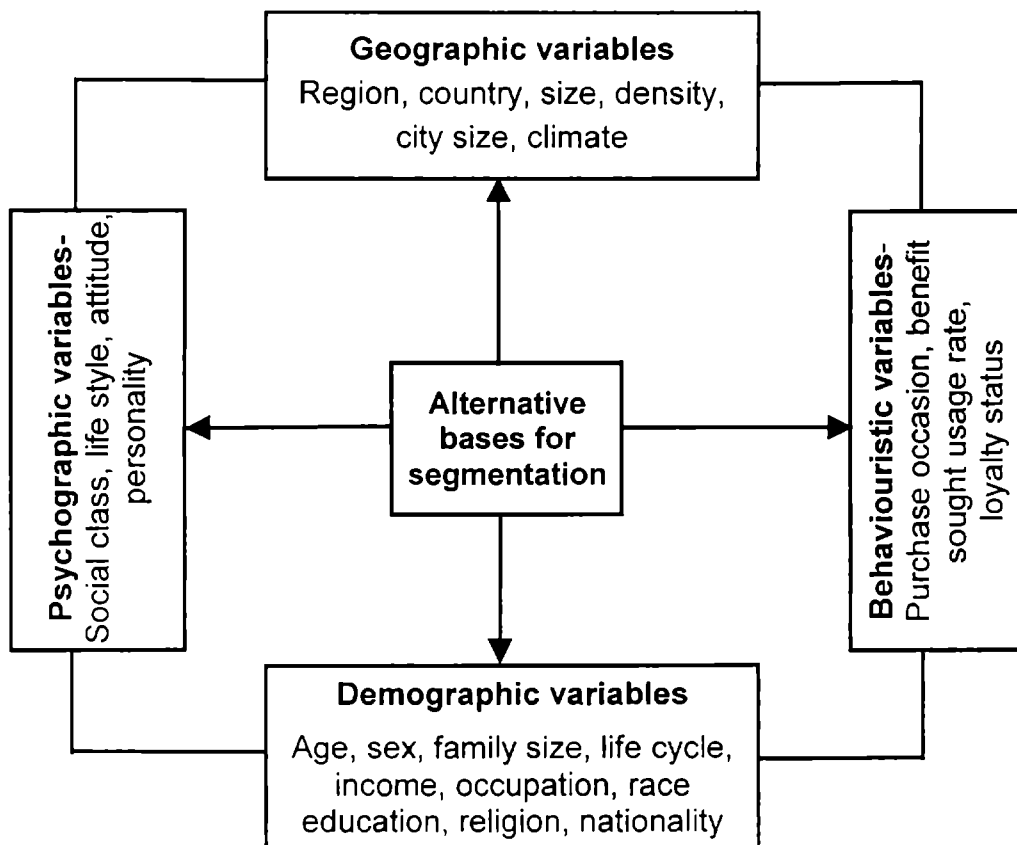 Geographic variables
Region, country, size, density,
city size, climate
Psychographic variables-
Social class, life style, attitude,
personality
Alternative
bases for
segmentation
Behaviouristic variables-
Purchase occasion, benefit
sought usage rate,
loyalty status
Demographic variables
Age, sex, family size, life cycle,
income, occupation, race
education, religion, nationality